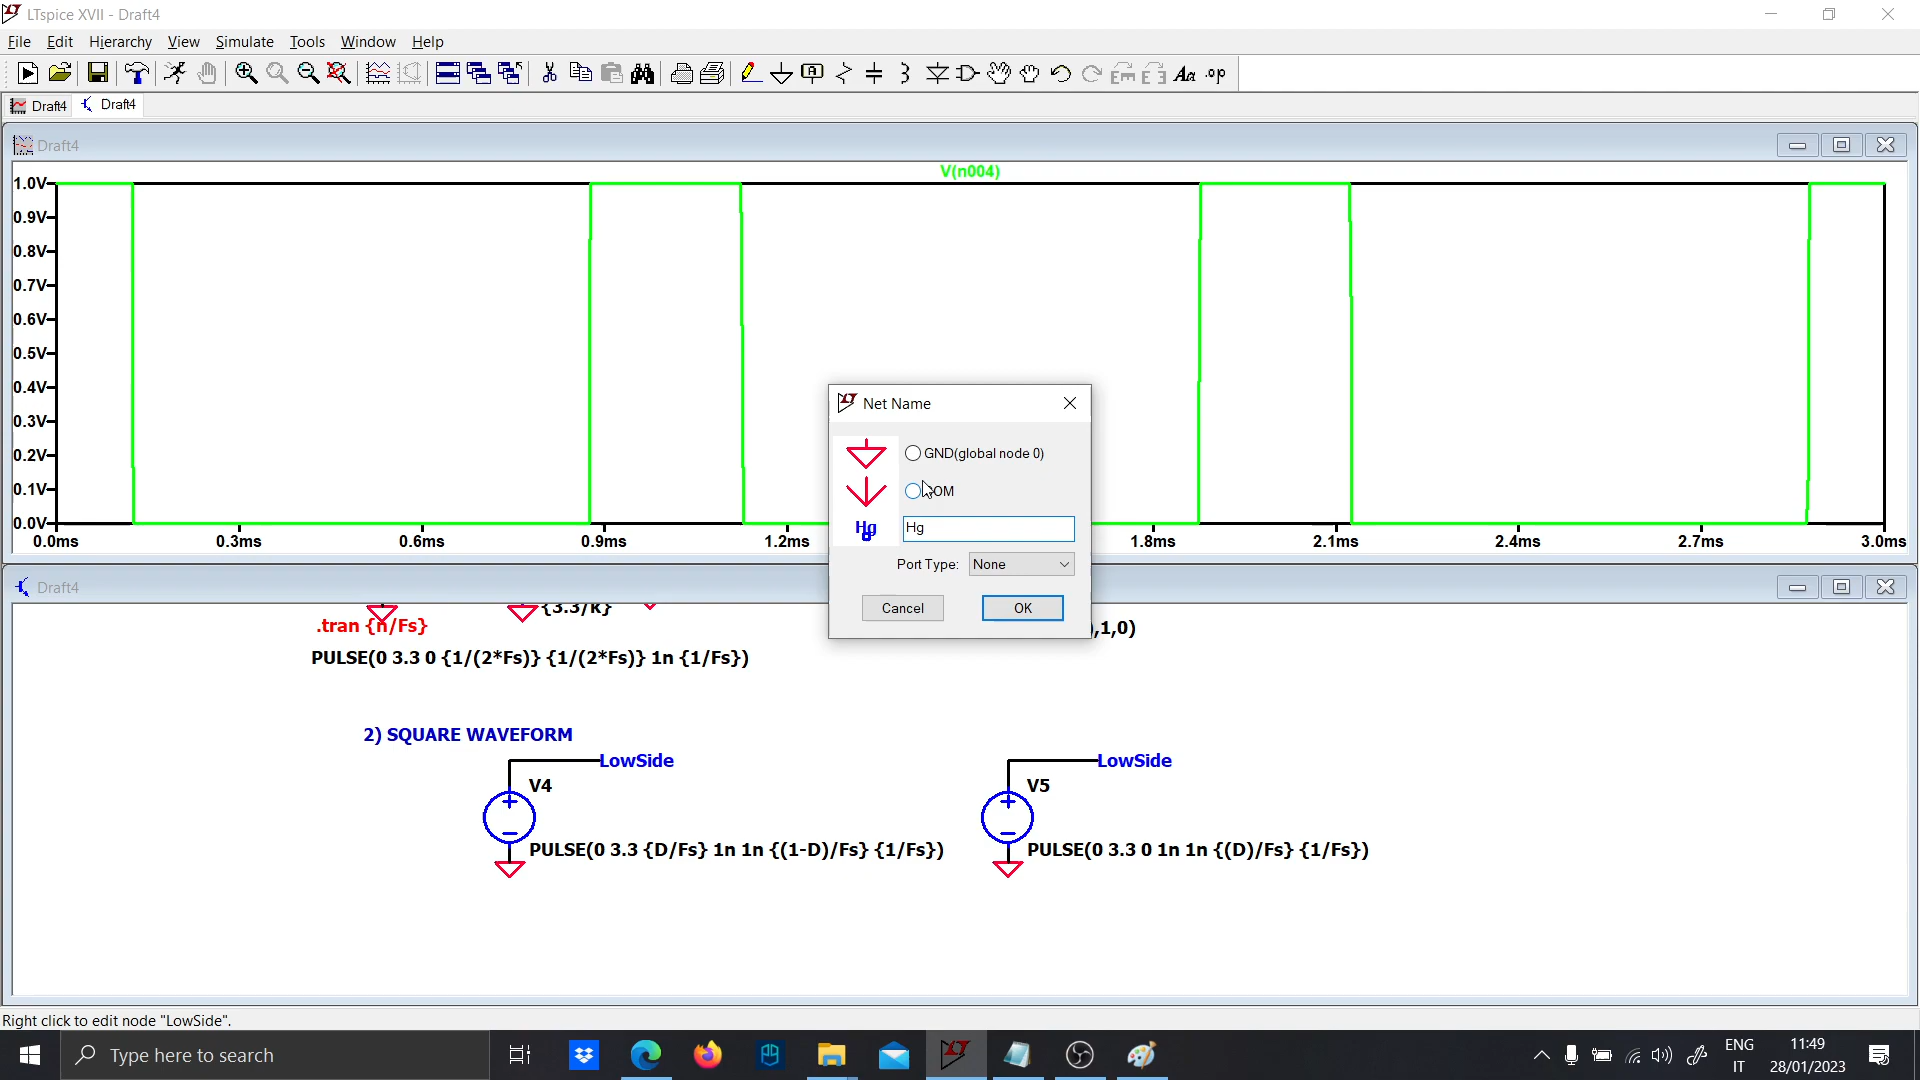 LTspice XVII - Draft4
File Edit Hierarchy View Simulate Tools Window Help
Draft4 Draft4
Draft4
V(n004)
1.0V
0.9V
0.8V
0.7V
0.6V
0.5V
0.4V
0.3V
0.2V
0.1V
0.0V
0.0ms 0.3ms 0.6ms 0.9ms 1.2ms 1.8ms 2.1ms 2.4ms 2.7ms 3.0ms
Net Name
GND(global node 0)
OM
Hg Hg
Port Type: None
Cancel OK
Draft4
{3.3/K}
.tran {n/Fs}
,1,0)
PULSE(0 3.3 0 {1/(2*Fs)} {1/(2*Fs)} 1n {1/Fs})
2) SQUARE WAVEFORM
LowSide LowSide
V4 V5
PULSE(0 3.3 {D/Fs} 1n 1n {(1-D)/Fs} {1/Fs}) PULSE(0 3.3 0 1n 1n {(D)/Fs} {1/Fs})
Right click to edit node "LowSide".
Type here to search
ENG
IT
11:49
28/01/2023